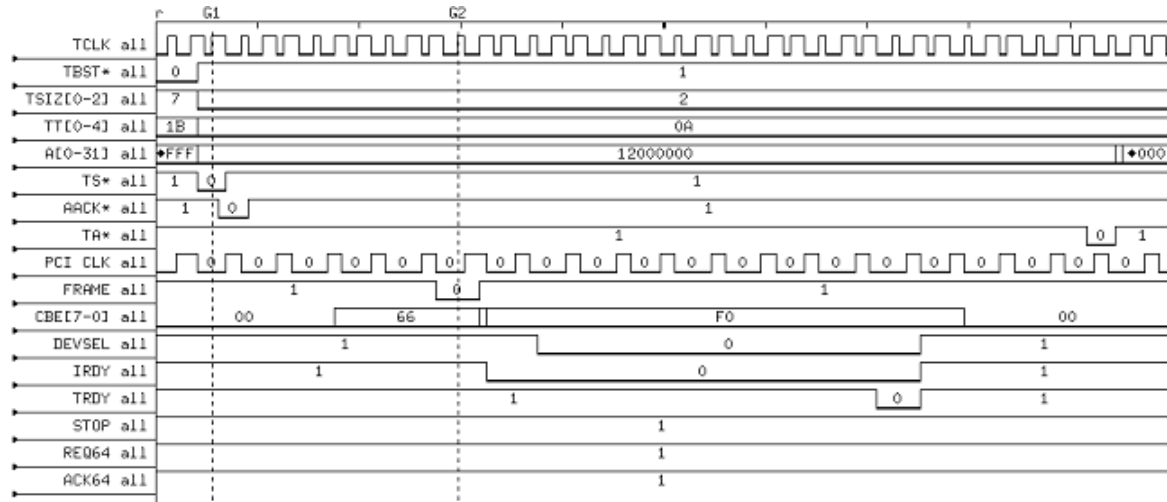 r G1 G2
TCLK all
TBST* all 0 1
TSIZ[0-2] all 7 2
TT[0-4] all 1B 0A
A[0-31] all ◆FFF 12000000 ◆000
TS* all 1 0 1
AACK* all 1 0 1
TA* all 1 0 1
PCI CLK all 0 0 0 0 0 0 0 0 0 0 0 0 0 0 0 0 0 0 0 0
FRAME all 1 0 1
CBE[7-0] all 00 66 F0 00
DEVSEL all 1 0 1
IRDY all 1 0 1
TRDY all 1 0 1
STOP all 1
REQ64 all 1
ACK64 all 1